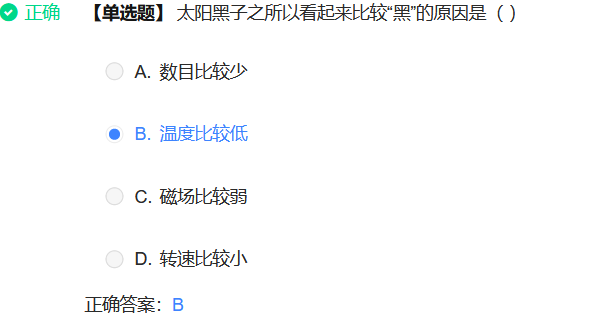 正确 【单选题】 太阳黑子之所以看起来比较“黑”的原因是（ ）
A. 数目比较少
B. 温度比较低
C. 磁场比较弱
D. 转速比较小
正确答案：B